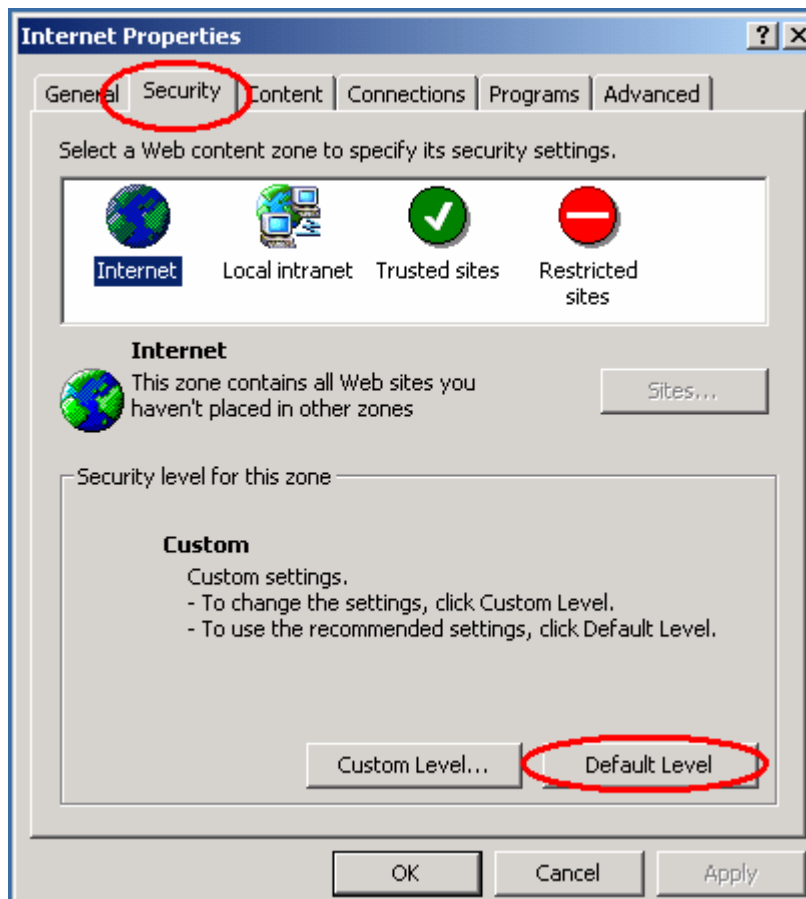 Internet Properties
General Security Content Connections Programs Advanced
Select a Web content zone to specify its security settings.
Internet Local intranet Trusted sites Restricted
sites
Internet
This zone contains all Web sites you
haven't placed in other zones
Sites...
Security level for this zone
Custom
Custom settings.
- To change the settings, click Custom Level.
- To use the recommended settings, click Default Level.
Custom Level... Default Level
OK Cancel Apply